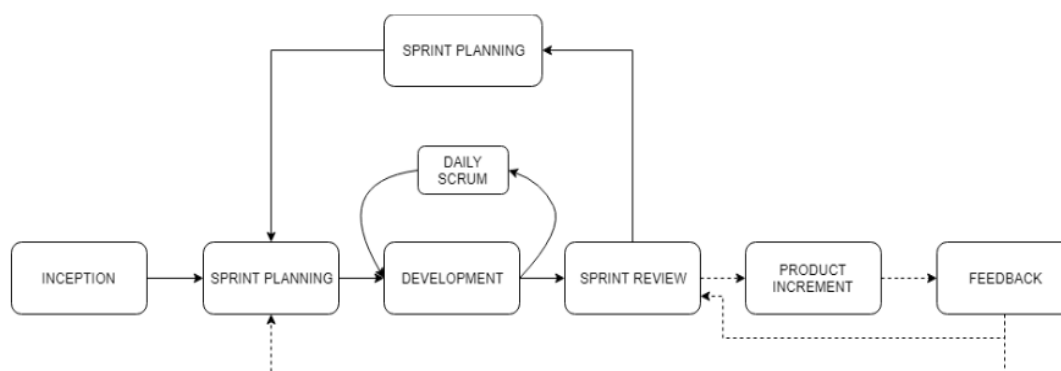 SPRINT PLANNING
DAILY
SCRUM
INCEPTION
SPRINT PLANNING
DEVELOPMENT
SPRINT REVIEW
PRODUCT
INCREMENT
FEEDBACK